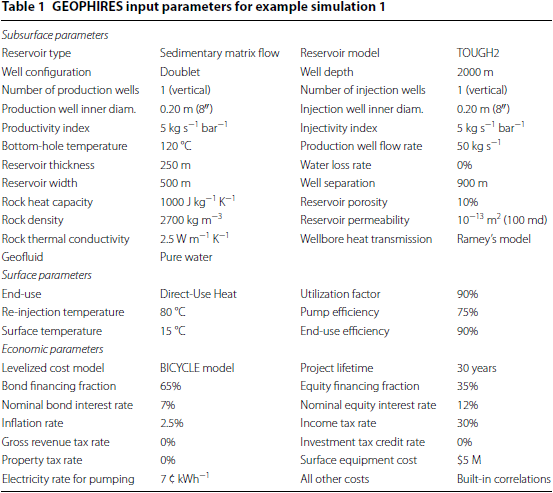 Table 1 GEOPHIRES input parameters for example simulation 1
Subsurface parameters
Reservoir type Sedimentary matrix flow Reservoir model TOUGH2
Well configuration Doublet Well depth 2000 m
Number of production wells 1 (vertical) Number of injection wells 1 (vertical)
Production well inner diam. 0.20 m (8″) Injection well inner diam. 0.20 m (8″)
Productivity index 5 kg s⁻¹ bar⁻¹ Injectivity index 5 kg s⁻¹ bar⁻¹
Bottom-hole temperature 120 °C Production well flow rate 50 kg s⁻¹
Reservoir thickness 250 m Water loss rate 0%
Reservoir width 500 m Well separation 900 m
Rock heat capacity 1000 J kg⁻¹ K⁻¹ Reservoir porosity 10%
Rock density 2700 kg m⁻³ Reservoir permeability 10⁻¹³ m² (100 md)
Rock thermal conductivity 2.5 W m⁻¹ K⁻¹ Wellbore heat transmission Ramey's model
Geofluid Pure water
Surface parameters
End-use Direct-Use Heat Utilization factor 90%
Re-injection temperature 80 °C Pump efficiency 75%
Surface temperature 15 °C End-use efficiency 90%
Economic parameters
Levelized cost model BICYCLE model Project lifetime 30 years
Bond financing fraction 65% Equity financing fraction 35%
Nominal bond interest rate 7% Nominal equity interest rate 12%
Inflation rate 2.5% Income tax rate 30%
Gross revenue tax rate 0% Investment tax credit rate 0%
Property tax rate 0% Surface equipment cost $5 M
Electricity rate for pumping 7 ¢ kWh⁻¹ All other costs Built-in correlations